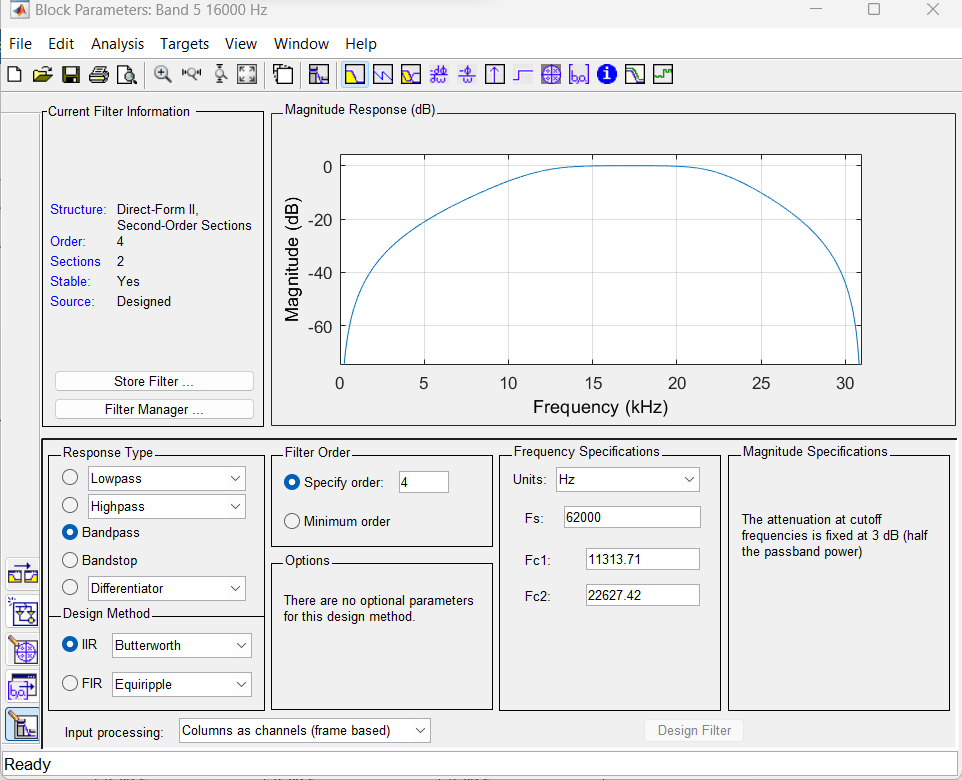 Block Parameters: Band 5 16000 Hz
File Edit Analysis Targets View Window Help
Current Filter Information
Structure: Direct-Form II,
Second-Order Sections
Order: 4
Sections 2
Stable: Yes
Source: Designed
Store Filter ...
Filter Manager ...
Magnitude Response (dB)
Magnitude (dB)
0
-20
-40
-60
0 5 10 15 20 25 30
Frequency (kHz)
Response Type
Lowpass
Highpass
Bandpass
Bandstop
Differentiator
Design Method
IIR Butterworth
FIR Equiripple
Filter Order
Specify order: 4
Minimum order
Options
There are no optional parameters
for this design method.
Frequency Specifications
Units: Hz
Fs: 62000
Fc1: 11313.71
Fc2: 22627.42
Magnitude Specifications
The attenuation at cutoff
frequencies is fixed at 3 dB (half
the passband power)
Input processing: Columns as channels (frame based)
Design Filter
Ready